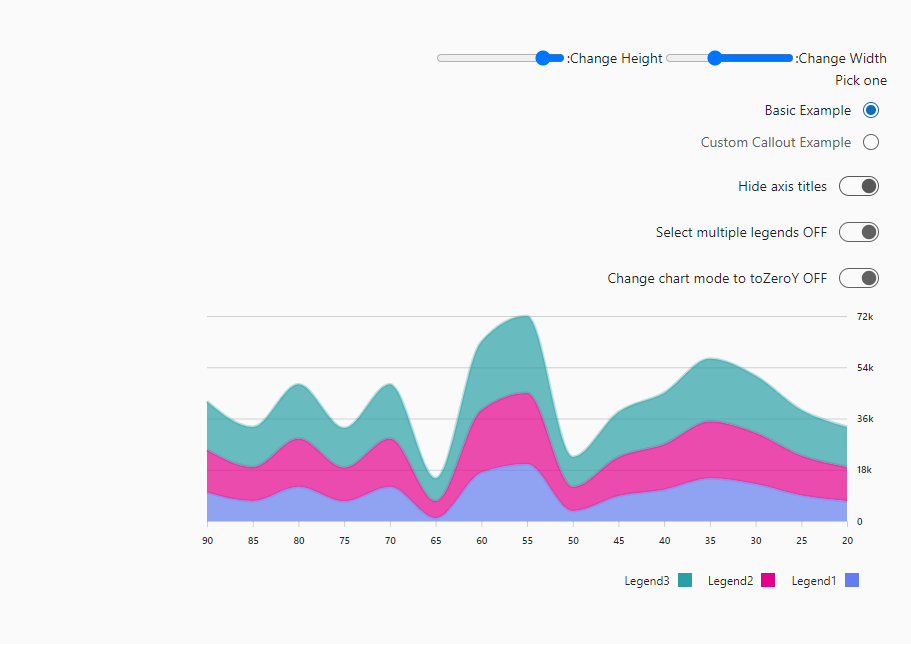 :Change Height :Change Width
Pick one
Basic Example
Custom Callout Example
Hide axis titles
Select multiple legends OFF
Change chart mode to toZeroY OFF
72k
54k
36k
18k
0
90 85 80 75 70 65 60 55 50 45 40 35 30 25 20
Legend3 Legend2 Legend1